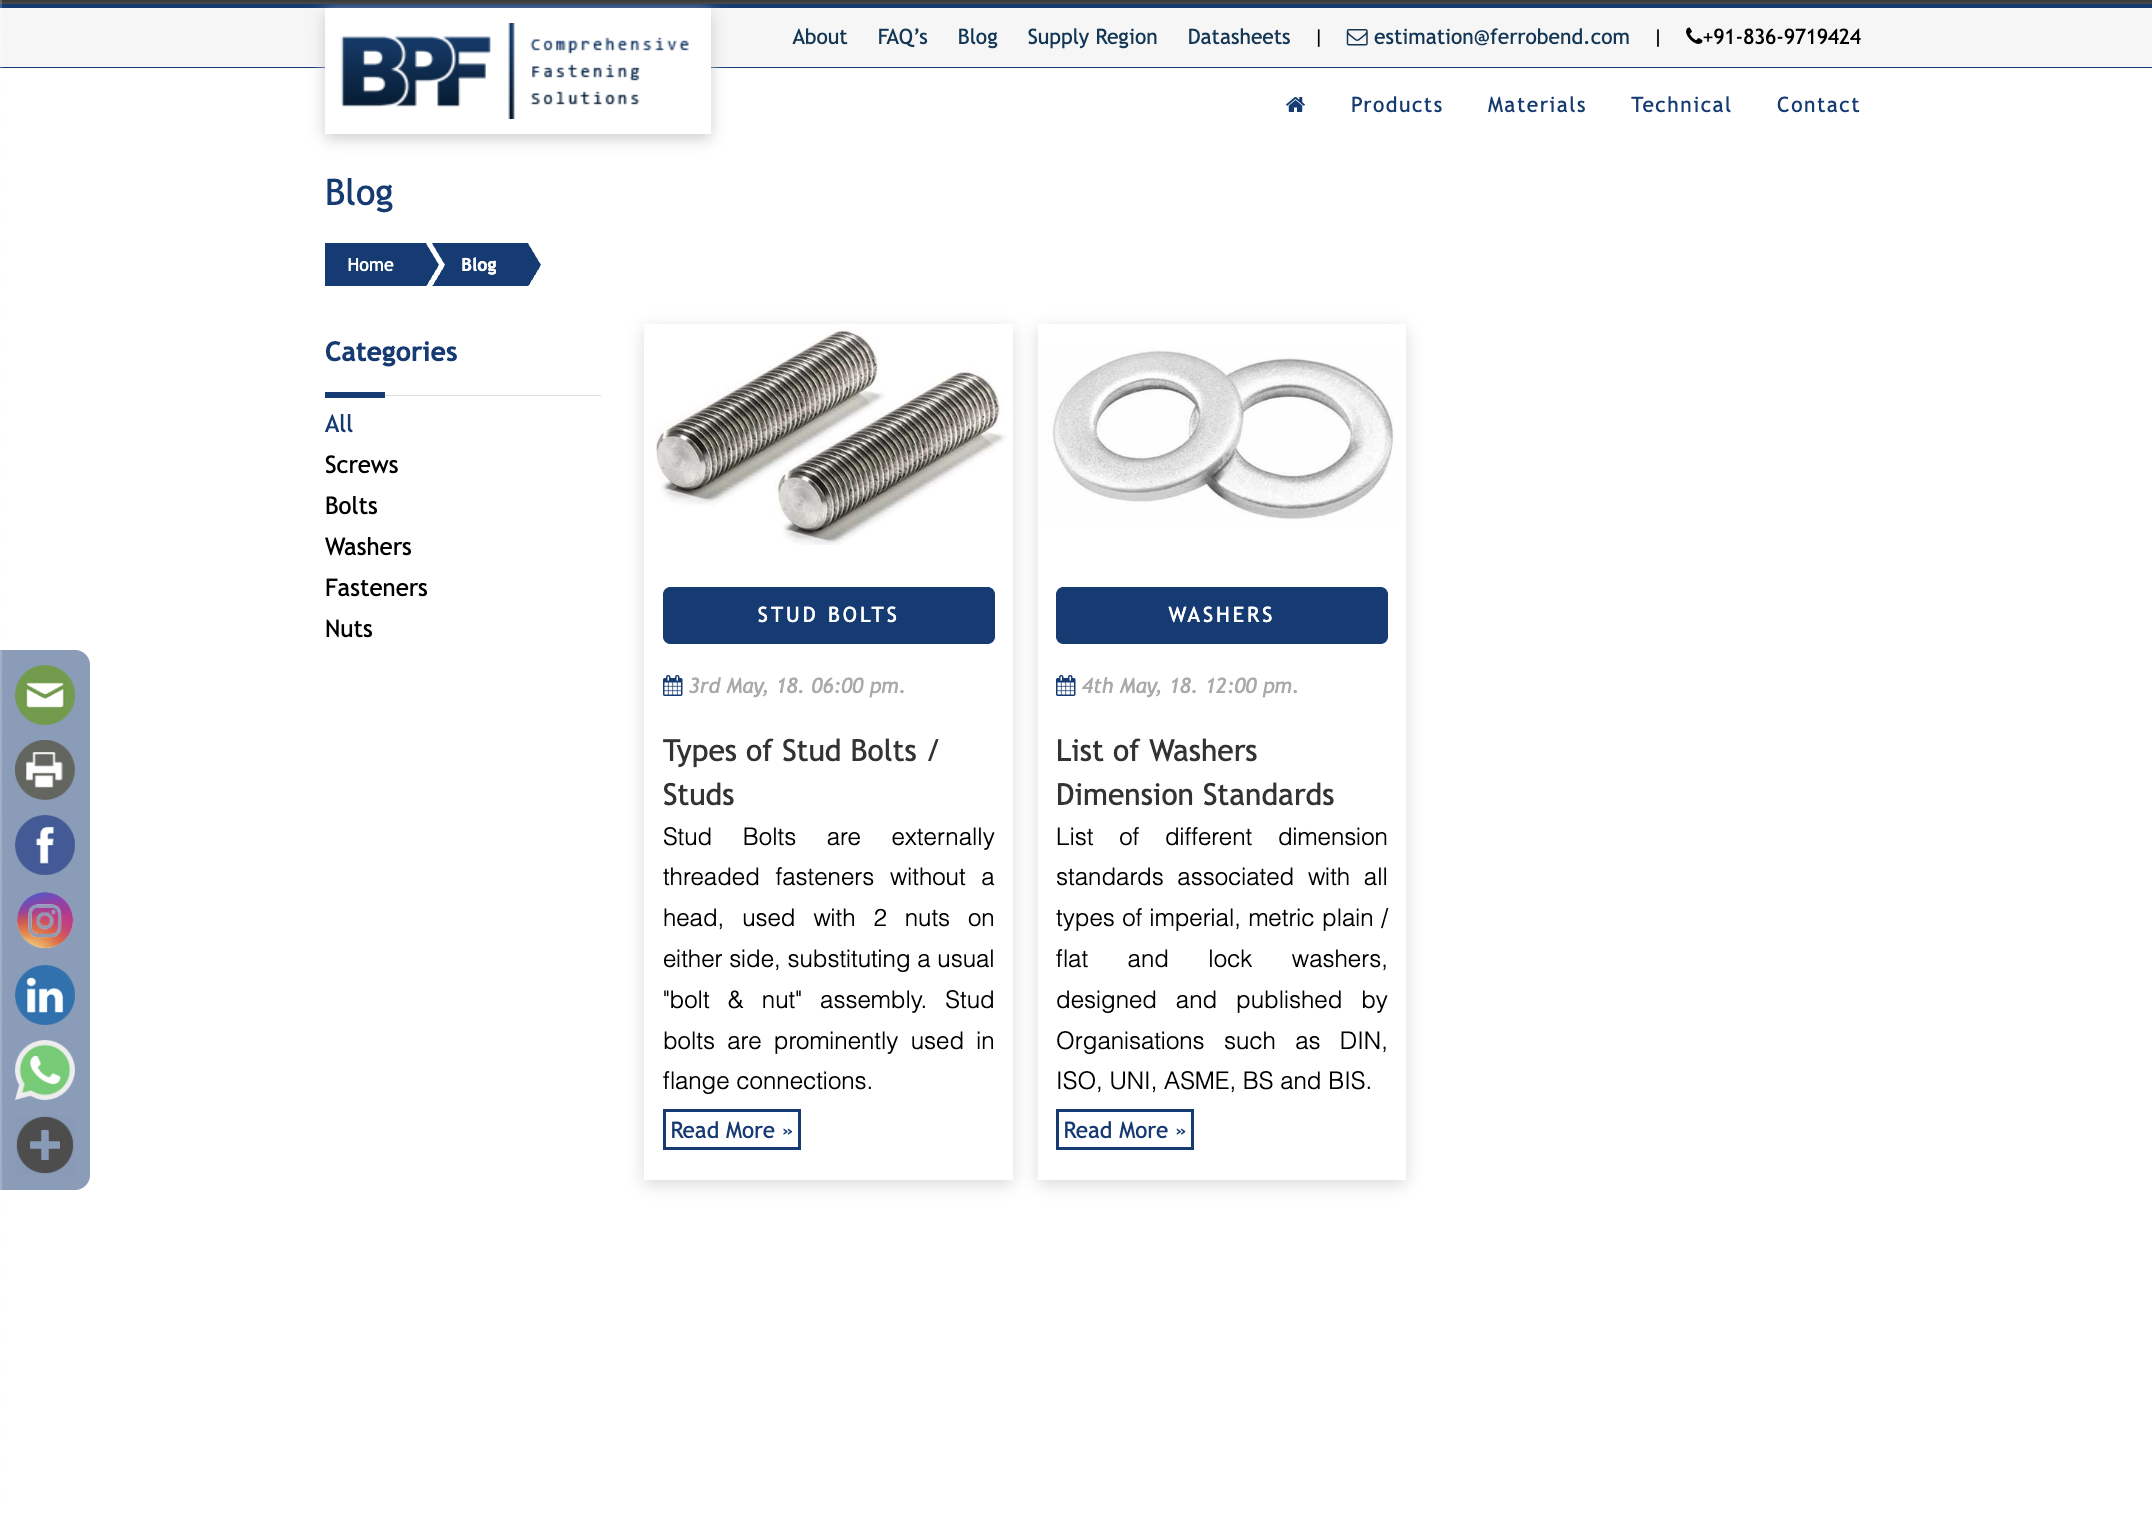 About FAQ’s Blog Supply Region Datasheets | estimation@ferrobend.com | +91-836-9719424
BPF
Comprehensive
Fastening
Solutions
Products Materials Technical Contact
Blog
Home Blog
Categories
All
Screws
Bolts
Washers
Fasteners
Nuts
STUD BOLTS
3rd May, 18. 06:00 pm.
Types of Stud Bolts /
Studs
Stud Bolts are externally
threaded fasteners without a
head, used with 2 nuts on
either side, substituting a usual
"bolt & nut" assembly. Stud
bolts are prominently used in
flange connections.
Read More »
WASHERS
4th May, 18. 12:00 pm.
List of Washers
Dimension Standards
List of different dimension
standards associated with all
types of imperial, metric plain /
flat and lock washers,
designed and published by
Organisations such as DIN,
ISO, UNI, ASME, BS and BIS.
Read More »